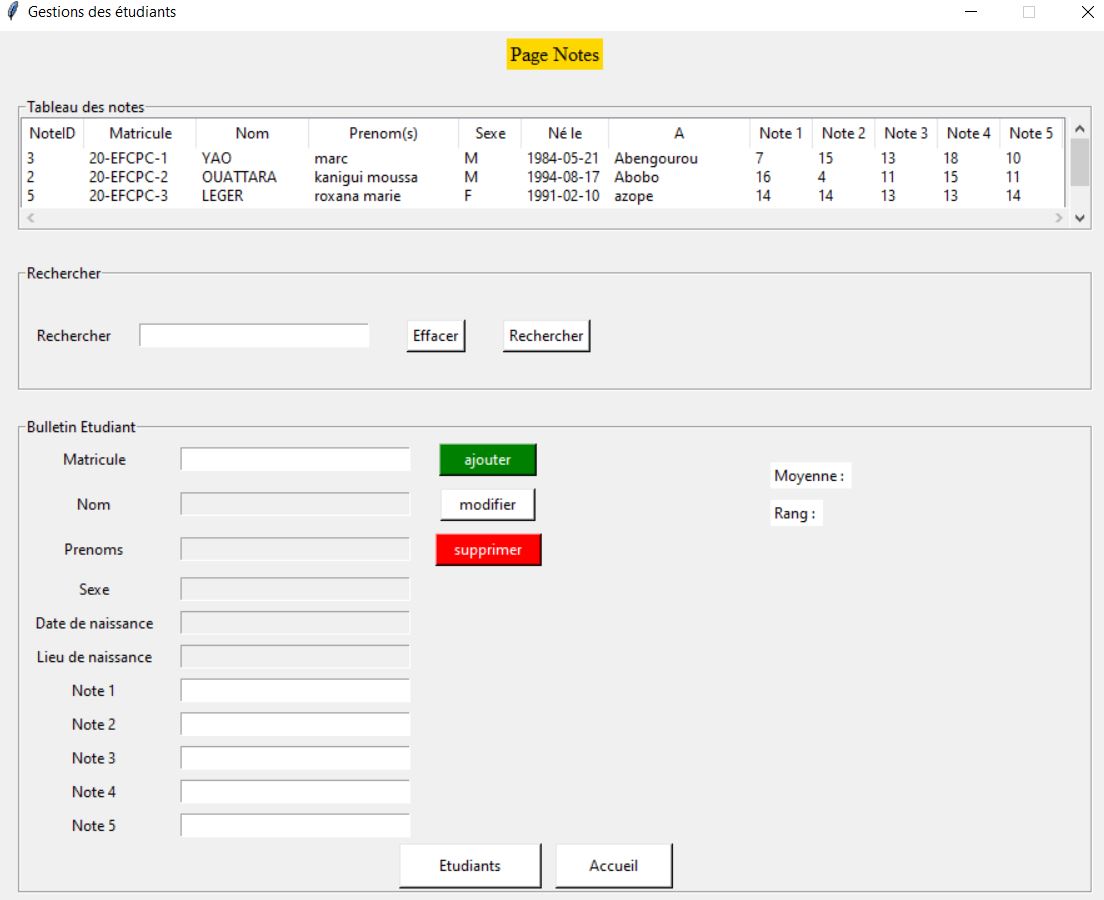 Gestions des étudiants
Page Notes
Tableau des notes
NoteID Matricule Nom Prenom(s) Sexe Né le A Note 1 Note 2 Note 3 Note 4 Note 5
3 20-EFCPC-1 YAO marc M 1984-05-21 Abengourou 7 15 13 18 10
2 20-EFCPC-2 OUATTARA kanigui moussa M 1994-08-17 Abobo 16 4 11 15 11
5 20-EFCPC-3 LEGER roxana marie F 1991-02-10 azope 14 14 13 13 14
Rechercher
Rechercher Effacer Rechercher
Bulletin Etudiant
Matricule ajouter
Moyenne :
Nom modifier
Rang :
Prenoms supprimer
Sexe
Date de naissance
Lieu de naissance
Note 1
Note 2
Note 3
Note 4
Note 5
Etudiants Accueil